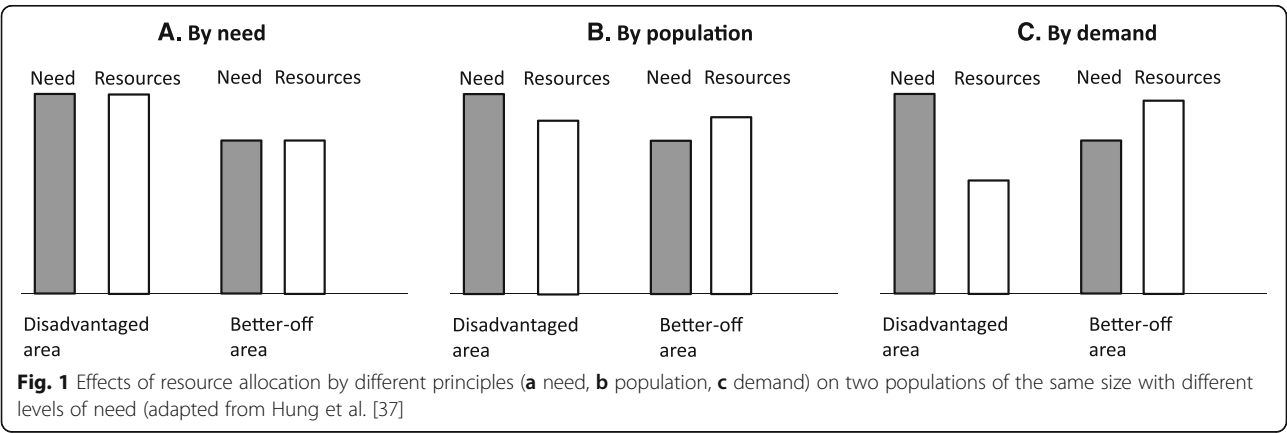 A. By need
Need Resources Need Resources
Disadvantaged area
Better-off area
B. By population
Need Resources Need Resources
Disadvantaged area
Better-off area
C. By demand
Need Resources Need Resources
Disadvantaged area
Better-off area
Fig. 1 Effects of resource allocation by different principles (a need, b population, c demand) on two populations of the same size with different
levels of need (adapted from Hung et al. [37]